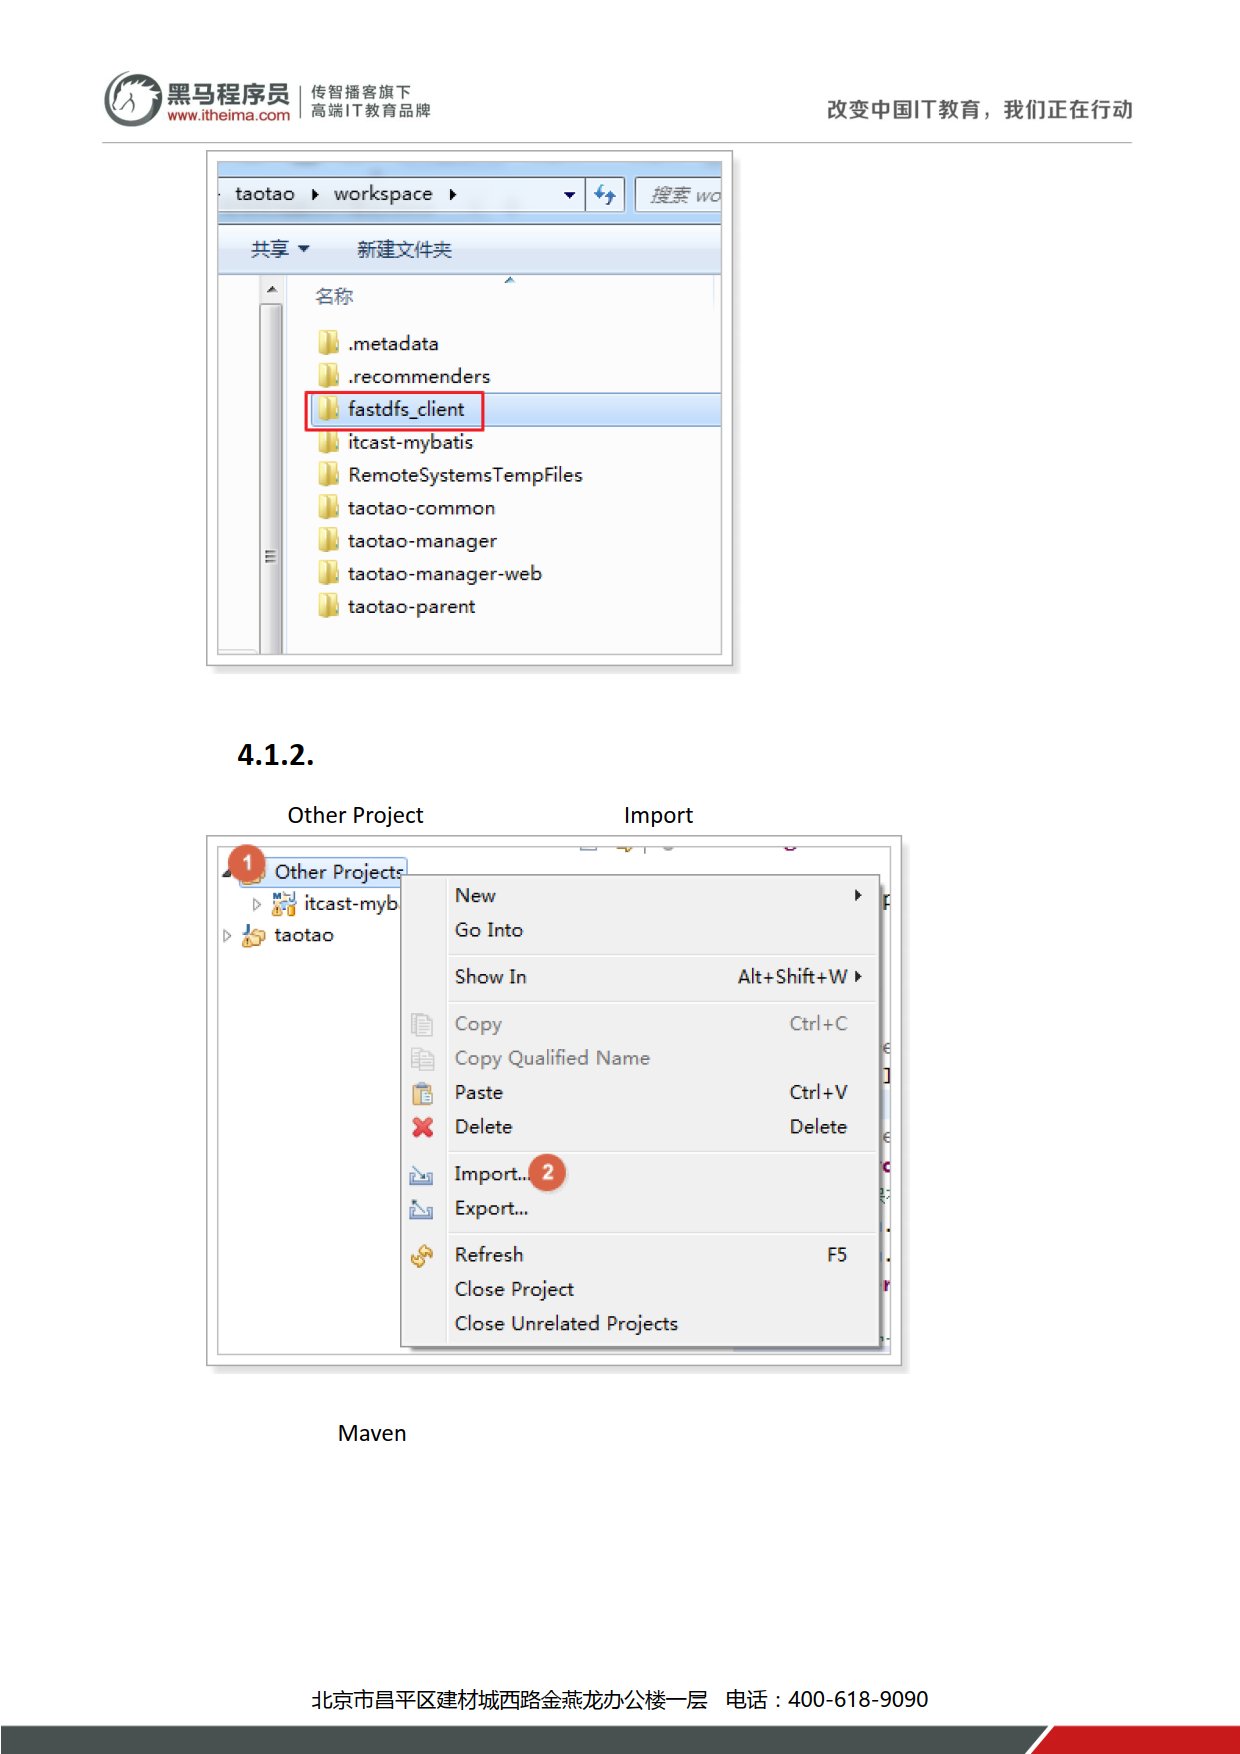 黑马程序员
www.itheima.com
传智播客旗下
高端IT教育品牌
改变中国IT教育，我们正在行动
taotao
workspace
搜索 wo
共享
新建文件夹
名称
.metadata
.recommenders
fastdfs_client
itcast-mybatis
RemoteSystemsTempFiles
taotao-common
taotao-manager
taotao-manager-web
taotao-parent
4.1.2.
Other Project Import
1
Other Projects
itcast-myb
taotao
New
Go Into
Show In Alt+Shift+W
Copy Ctrl+C
Copy Qualified Name
Paste Ctrl+V
Delete Delete
Import... 2
Export...
Refresh F5
Close Project
Close Unrelated Projects
Maven
北京市昌平区建材城西路金燕龙办公楼一层 电话：400-618-9090